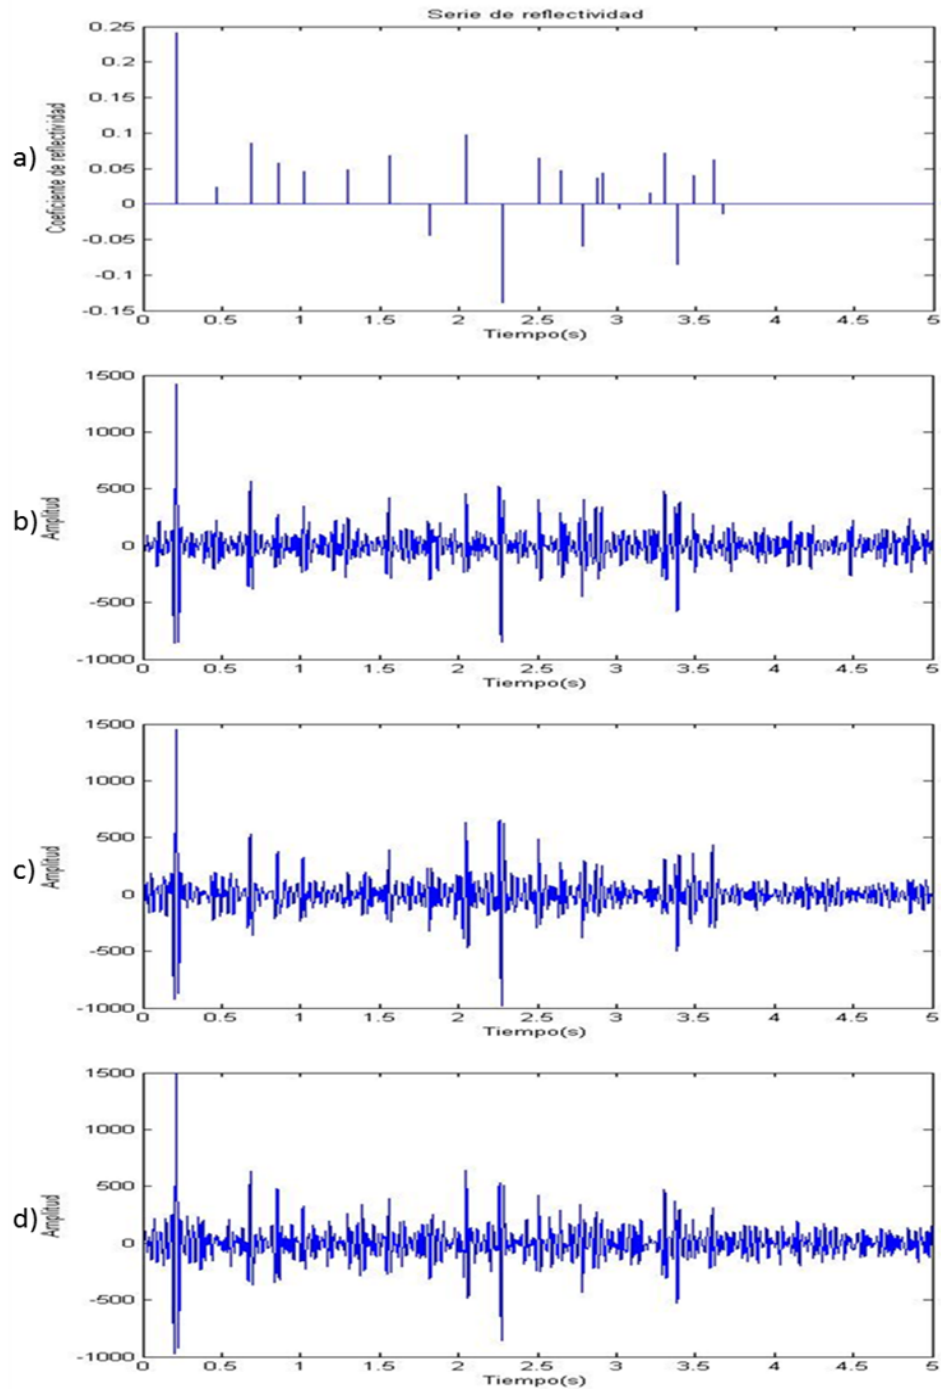 Serie de reflectividad
a)
Coeficiente de reflectividad
0.25
0.2
0.15
0.1
0.05
0
-0.05
-0.1
-0.15
0 0.5 1 1.5 2 2.5 3 3.5 4 4.5 5
Tiempo(s)
b)
Amplitud
1500
1000
500
0
-500
-1000
0 0.5 1 1.5 2 2.5 3 3.5 4 4.5 5
Tiempo(s)
c)
Amplitud
1500
1000
500
0
-500
-1000
0 0.5 1 1.5 2 2.5 3 3.5 4 4.5 5
Tiempo(s)
d)
Amplitud
1500
1000
500
0
-500
-1000
0 0.5 1 1.5 2 2.5 3 3.5 4 4.5 5
Tiempo(s)